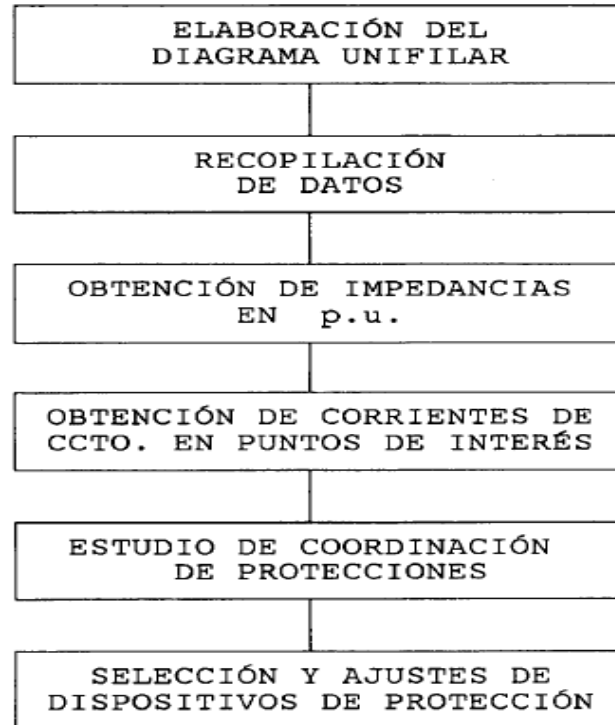 ELABORACIÓN DEL
DIAGRAMA UNIFILAR
RECOPILACIÓN
DE DATOS
OBTENCIÓN DE IMPEDANCIAS
EN p.u.
OBTENCIÓN DE CORRIENTES DE
CCTO. EN PUNTOS DE INTERÉS
ESTUDIO DE COORDINACIÓN
DE PROTECCIONES
SELECCIÓN Y AJUSTES DE
DISPOSITIVOS DE PROTECCIÓN